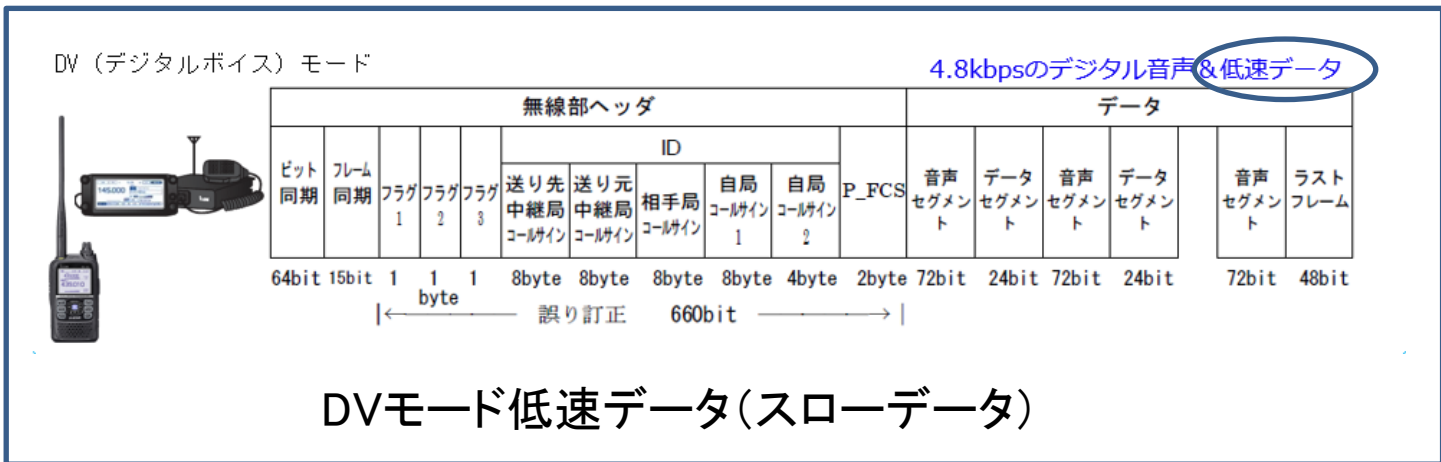 DV（デジタルボイス）モード
4.8kbpsのデジタル音声&低速データ
無線部ヘッダ
データ
ID
ビット
同期
フレーム
同期
フラグ
1
フラグ
2
フラグ
3
送り先
中継局
コールサイン
送り元
中継局
コールサイン
相手局
コールサイン
自局
コールサイン
1
自局
コールサイン
2
P_FCS
音声
セグメン
ト
データ
セグメン
ト
音声
セグメン
ト
データ
セグメン
ト
音声
セグメン
ト
ラスト
フレーム
64bit 15bit 1 1 1 8byte 8byte 8byte 8byte 4byte 2byte 72bit 24bit 72bit 24bit 72bit 48bit
byte
誤り訂正 660bit
DVモード低速データ(スローデータ)
145.000